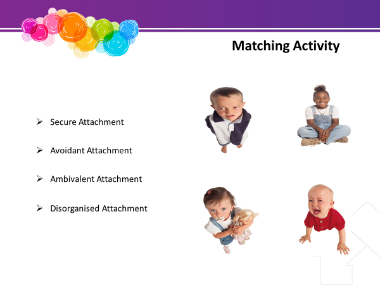 Matching Activity
Secure Attachment
Avoidant Attachment
Ambivalent Attachment
Disorganised Attachment